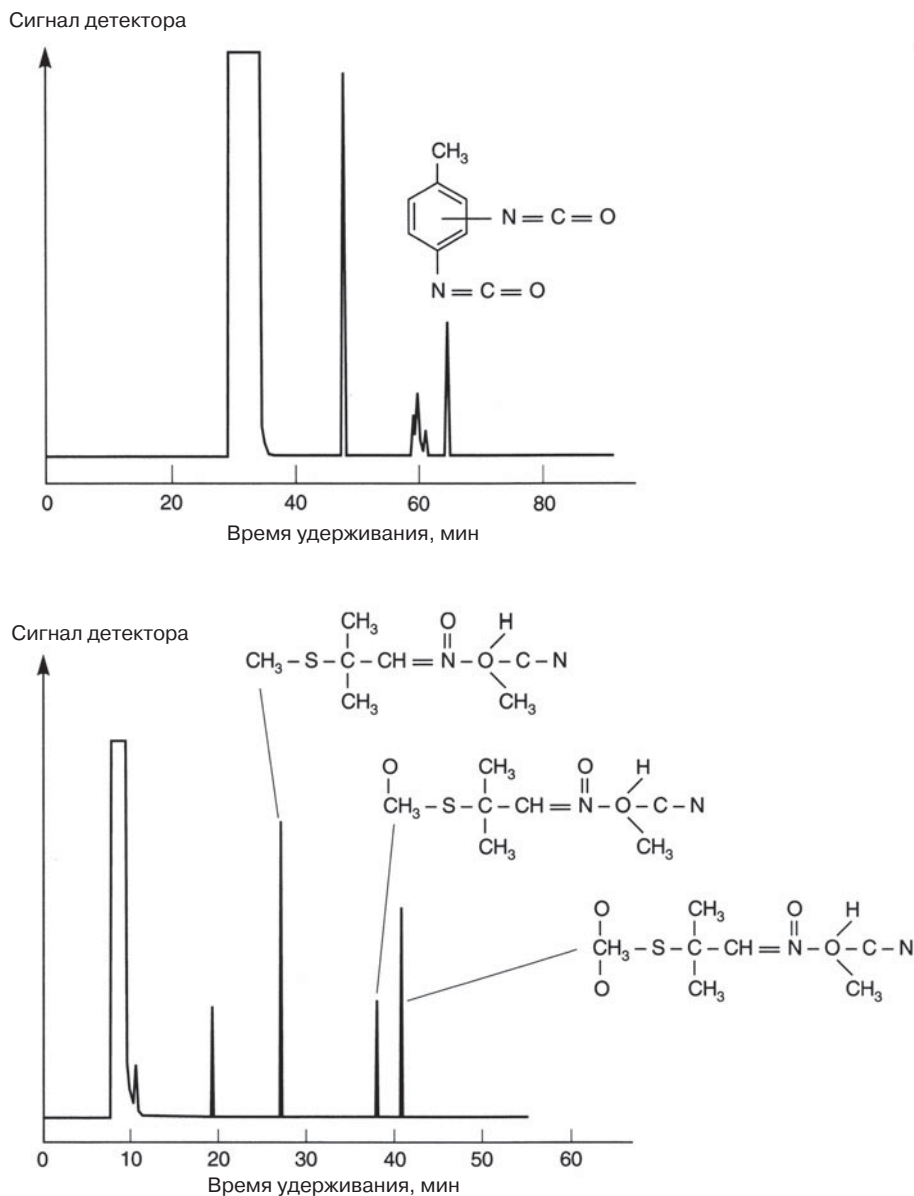 Сигнал детектора
CH3
N=C=O
N=C=O
0 20 40 60 80
Время удерживания, мин
Сигнал детектора
O H
CH3
CH3-S-C-CH=N-O-C-N
CH3 CH3
O H
O CH3
CH3-S-C-CH=N-O-C-N
CH3 CH3
O H
O CH3
CH3-S-C-CH=N-O-C-N
O CH3 CH3
0 10 20 30 40 50 60
Время удерживания, мин